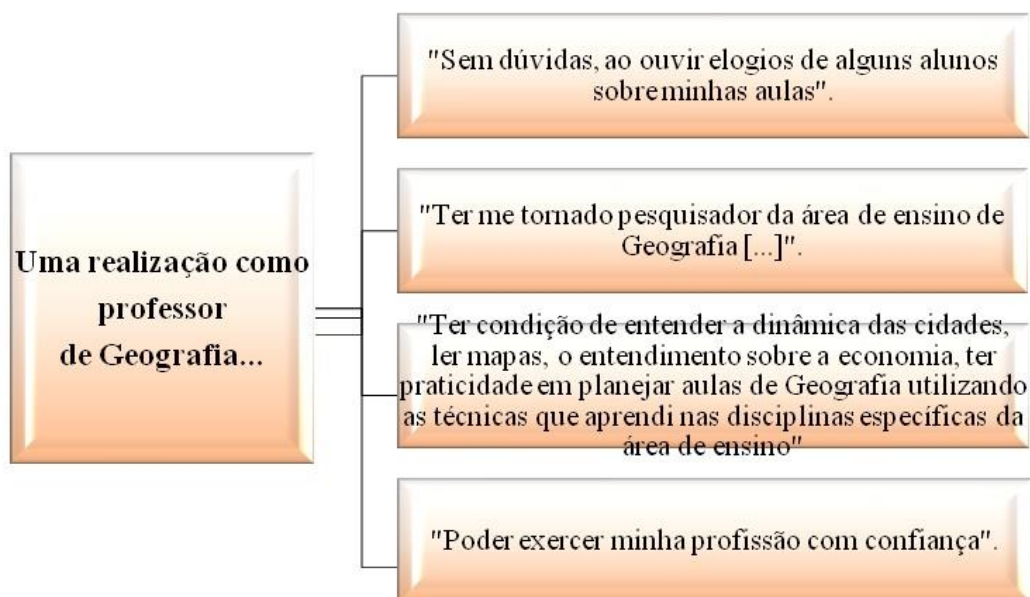 Uma realização como
professor
de Geografia...
"Sem dúvidas, ao ouvir elogios de alguns alunos
sobre minhas aulas".
"Ter me tornado pesquisador da área de ensino de
Geografia [...]".
"Ter condição de entender a dinâmica das cidades,
ler mapas, o entendimento sobre a economia, ter
praticidade em planejar aulas de Geografia utilizando
as técnicas que aprendi nas disciplinas específicas da
área de ensino"
"Poder exercer minha profissão com confiança".